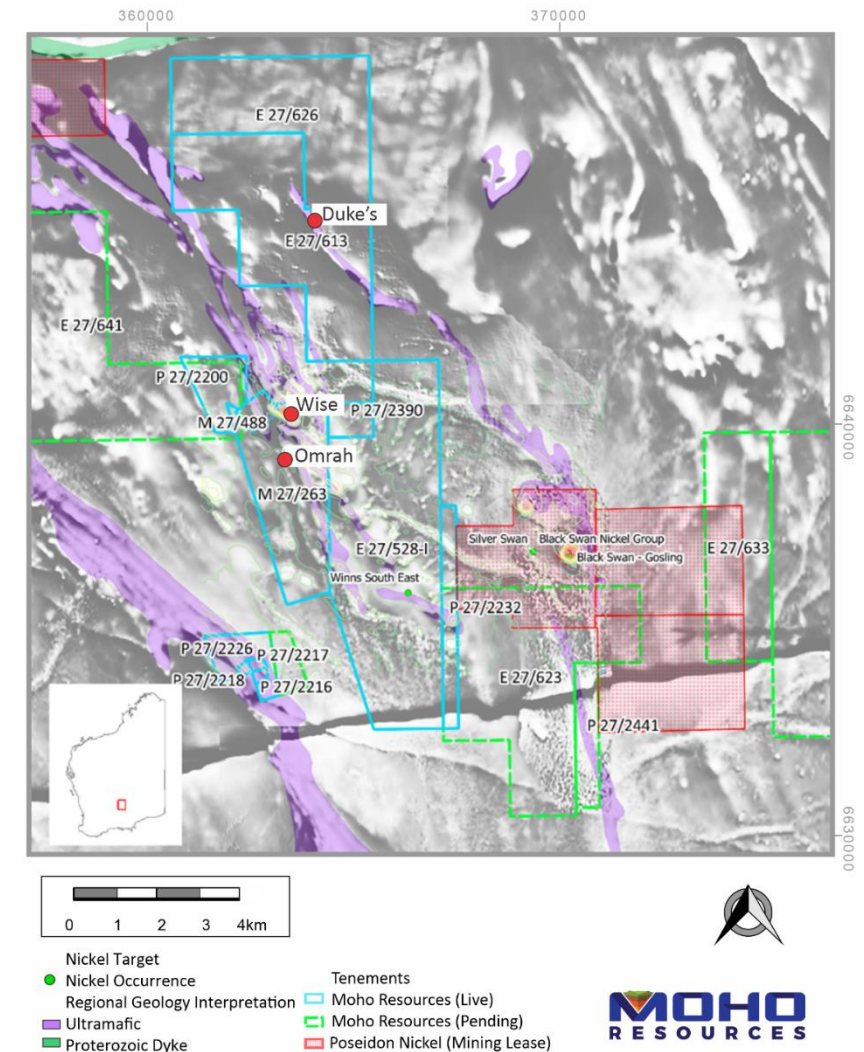 360000
370000
E 27/626
Duke's
E 27/613
E 27/641
P 27/2200
Wise
P 27/2390
M 27/488
6640000
Omrah
M 27/263
Silver Swan
Black Swan Nickel Group
E 27/528-I
Black Swan - Gosling
E 27/633
Winns South East
P 27/2232
P 27/2226
P 27/2217
P 27/2218
P 27/2216
E 27/623
P 27/2441
6630000
0 1 2 3 4km
Nickel Target
Nickel Occurrence
Regional Geology Interpretation
Ultramafic
Proterozoic Dyke
Tenements
Moho Resources (Live)
Moho Resources (Pending)
Poseidon Nickel (Mining Lease)
MOHO
RESOURCES